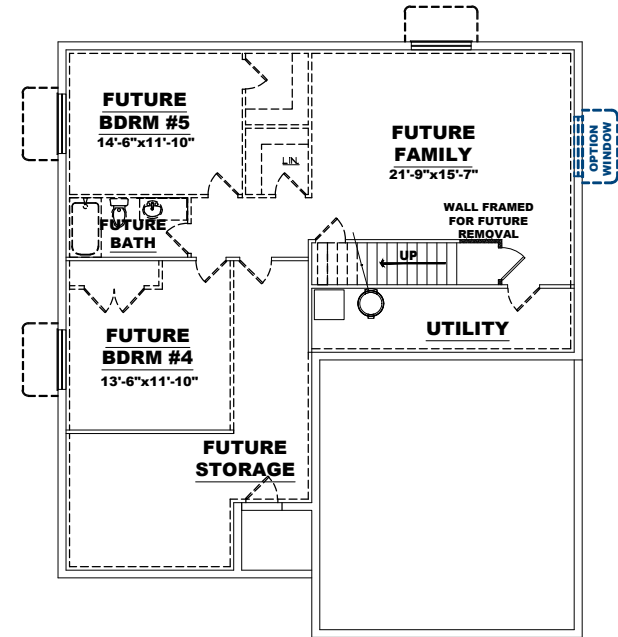 FUTURE
BDRM #5
14'-6"x11'-10"
LIN.
FUTURE
FAMILY
21'-9"x15'-7"
OPTION
WINDOW
WALL FRAMED
FOR FUTURE
REMOVAL
FUTURE
BATH
UP
UTILITY
FUTURE
BDRM #4
13'-6"x11'-10"
FUTURE
STORAGE